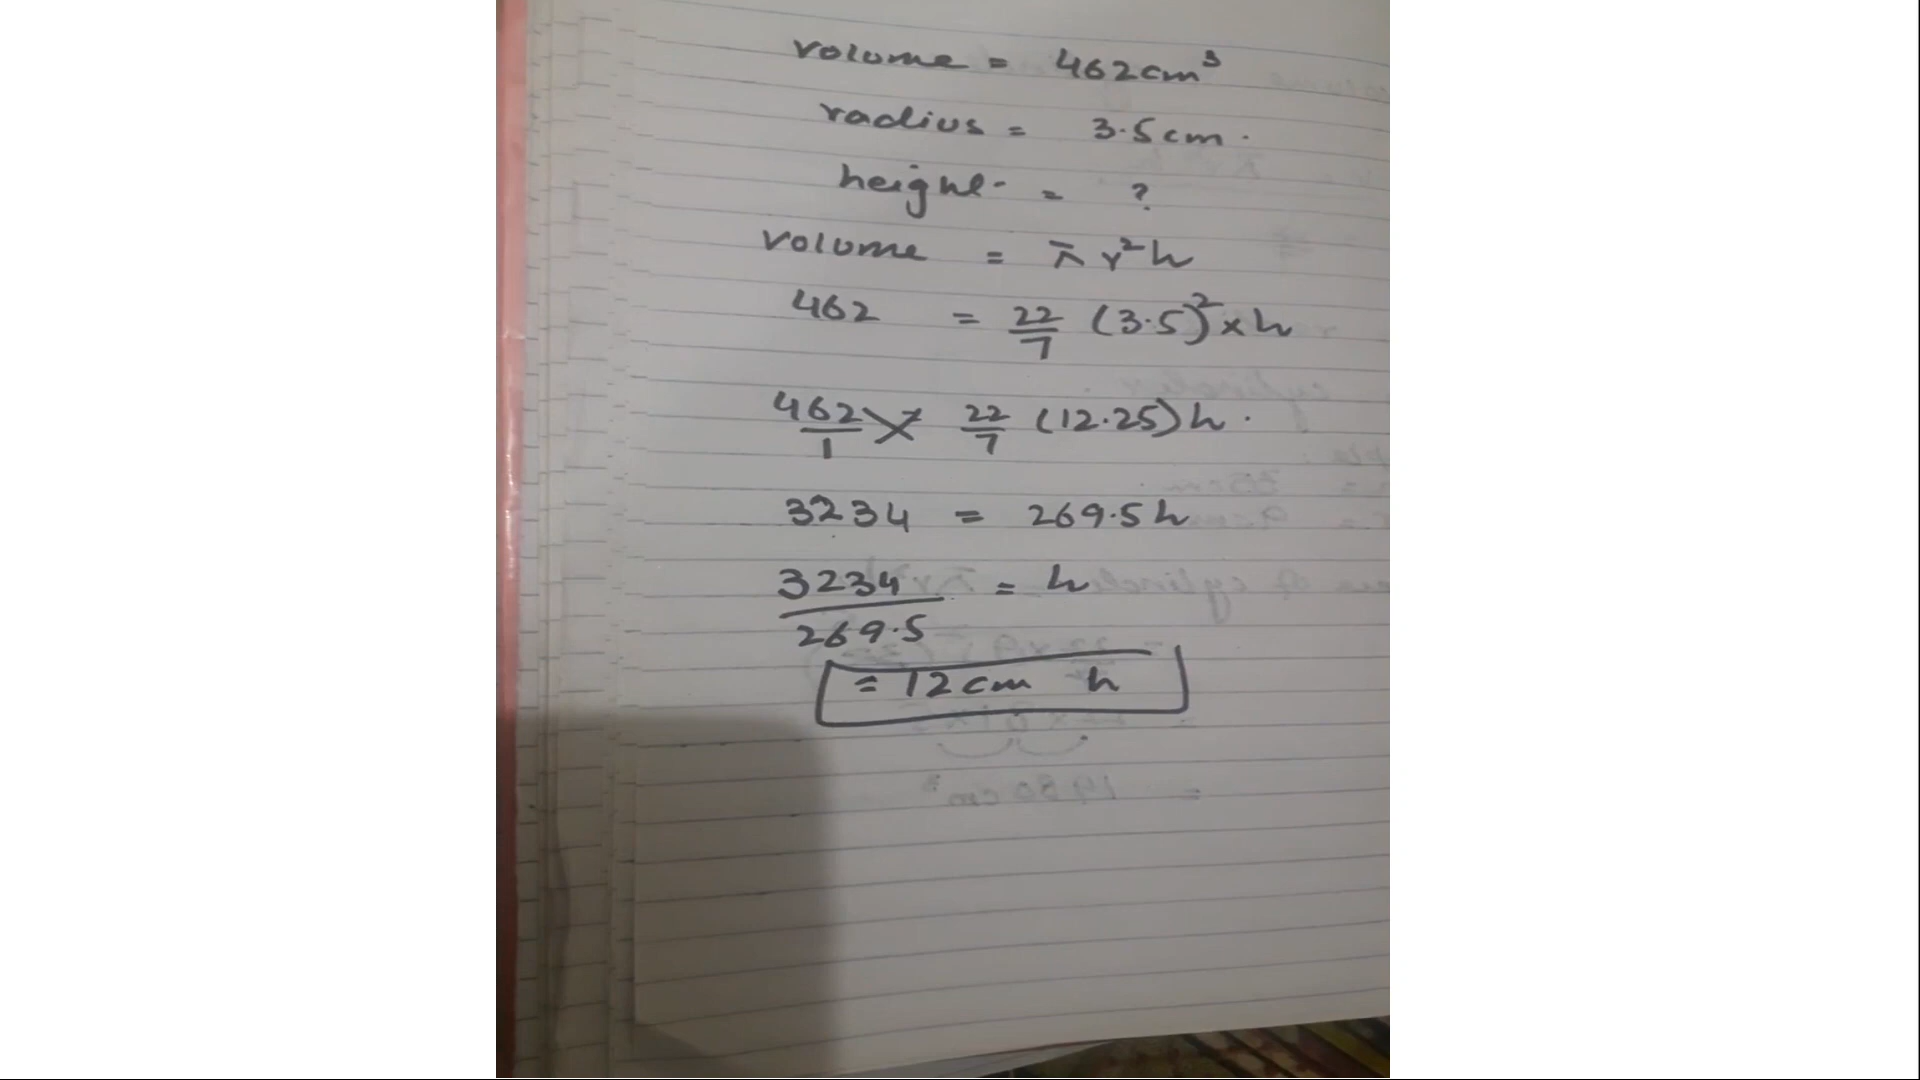 volume = 462cm³
radius = 3.5cm.
height = ?
volume = πr²h
462 = 22/7 (3.5)² x h
462/1 X 22/7 (12.25)h.
3234 = 269.5h
3234/269.5 = h
= 12cm h